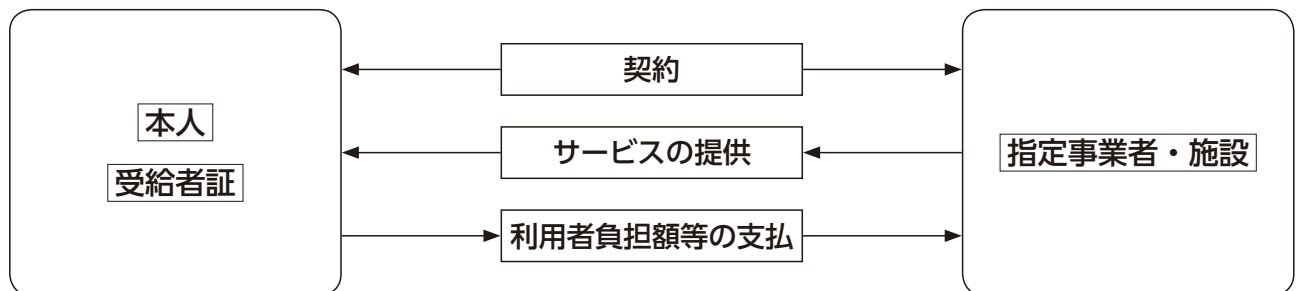 本人
受給者証
契約
サービスの提供
利用者負担額等の支払
指定事業者・施設